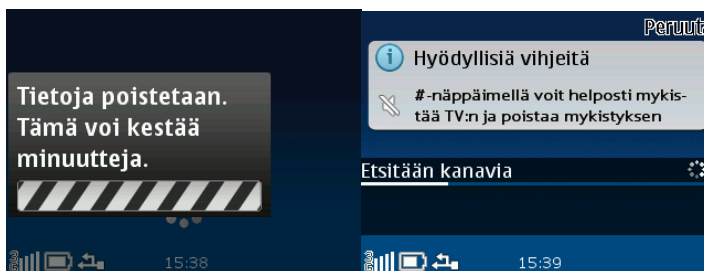 Tietoja poistetaan.
Tämä voi kestää
minuutteja.
15:38
Peruuta
Hyödyllisiä vihjeitä
#-näppäimellä voit helposti mykis-
tää TV:n ja poistaa mykistyksen
Etsitään kanavia
15:39